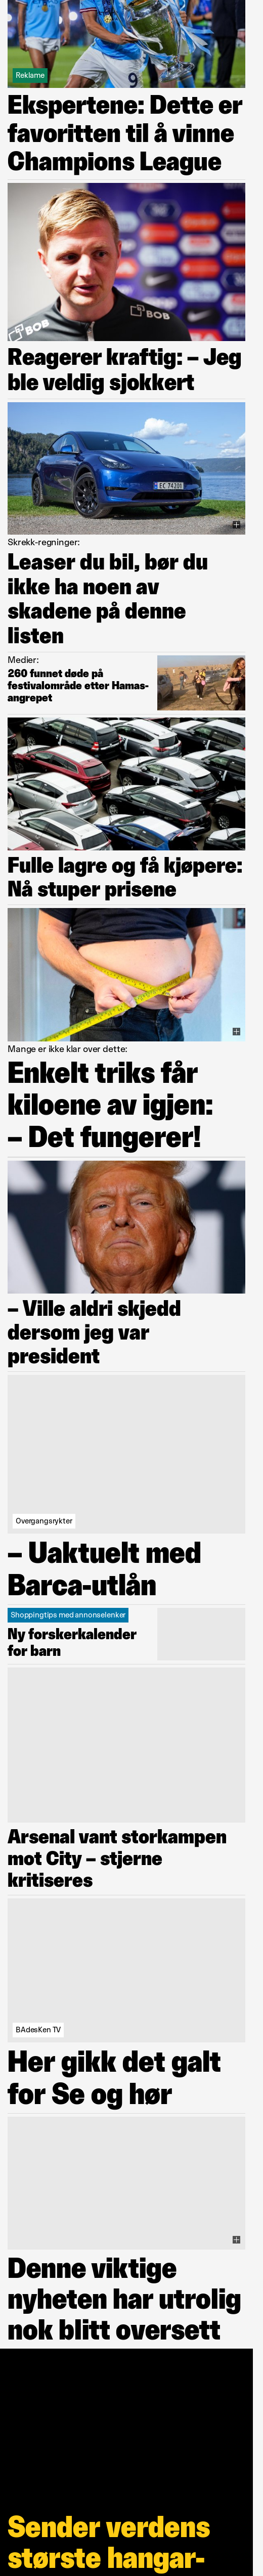 9
Reklame
Ekspertene: Dette er
favoritten til å vinne
Champions League
BOB
BOB
Reagerer kraftig: – Jeg
ble veldig sjokkert
EC 74206
Skrekk-regninger:
Leaser du bil, bør du
ikke ha noen av
skadene på denne
listen
Medier:
260 funnet døde på
festivalområde etter Hamas-
angrepet
Fulle lagre og få kjøpere:
Nå stuper prisene
Mange er ikke klar over dette:
Enkelt triks får
kiloene av igjen:
– Det fungerer!
– Ville aldri skjedd
dersom jeg var
president
Overgangsrykter
– Uaktuelt med
Barca-utlån
Shoppingtips med annonselenker
Ny forskerkalender
for barn
Arsenal vant storkampen
mot City – stjerne
kritiseres
BAdesKen TV
Her gikk det galt
for Se og hør
Denne viktige
nyheten har utrolig
nok blitt oversett
Sender verdens
største hangar-